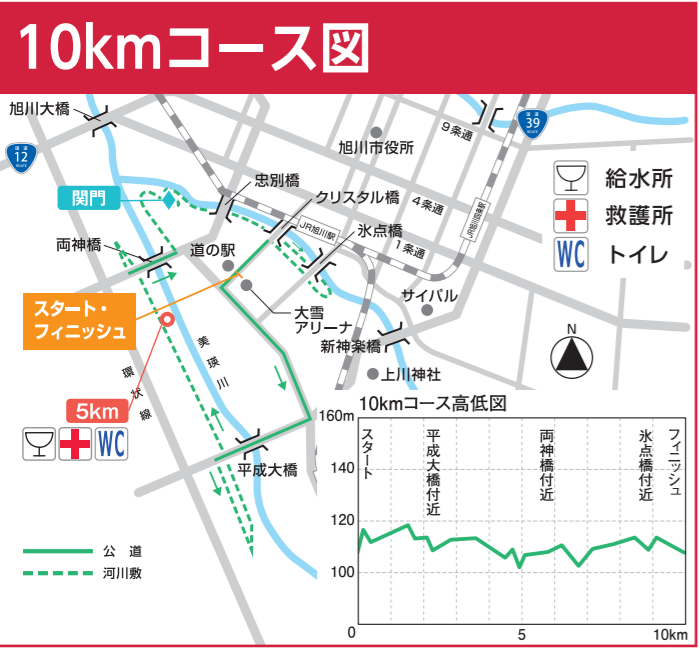 10kmコース図
旭川大橋
国道
12
ROUTE
国道
39
ROUTE
9条通
旭川市役所
給水所
救護所
WC
トイレ
忠別橋
関門
クリスタル橋
4条通
JR旭川駅
氷点橋
1条通
両神橋
道の駅
サイパル
スタート・
フィニッシュ
大雪
アリーナ
新神楽橋
N
美瑛川
上川神社
環状線
5km
WC
平成大橋
公 道
河川敷
10kmコース高低図
160m
140
120
100
0
5
10km
スタート
平成大橋付近
両神橋付近
氷点橋付近
フィニッシュ